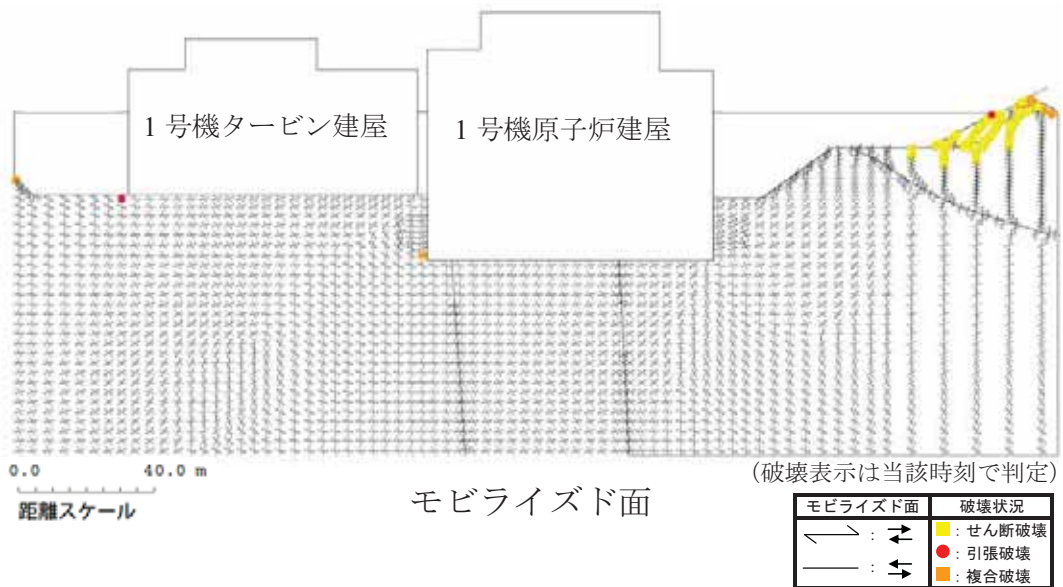 1号機タービン建屋
1号機原子炉建屋
0.0 40.0 m
距離スケール
モビライズド面
(破壊表示は当該時刻で判定)
モビライズド面 破壊状況
: ：せん断破壊
: ：引張破壊
：複合破壊